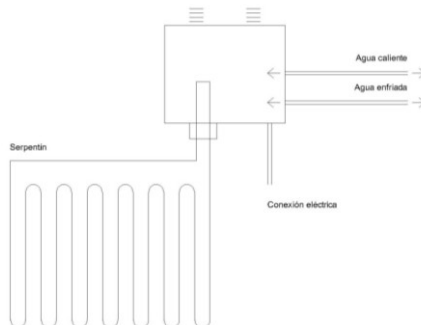 Agua caliente
Agua enfriada
Serpentín
Conexión eléctrica